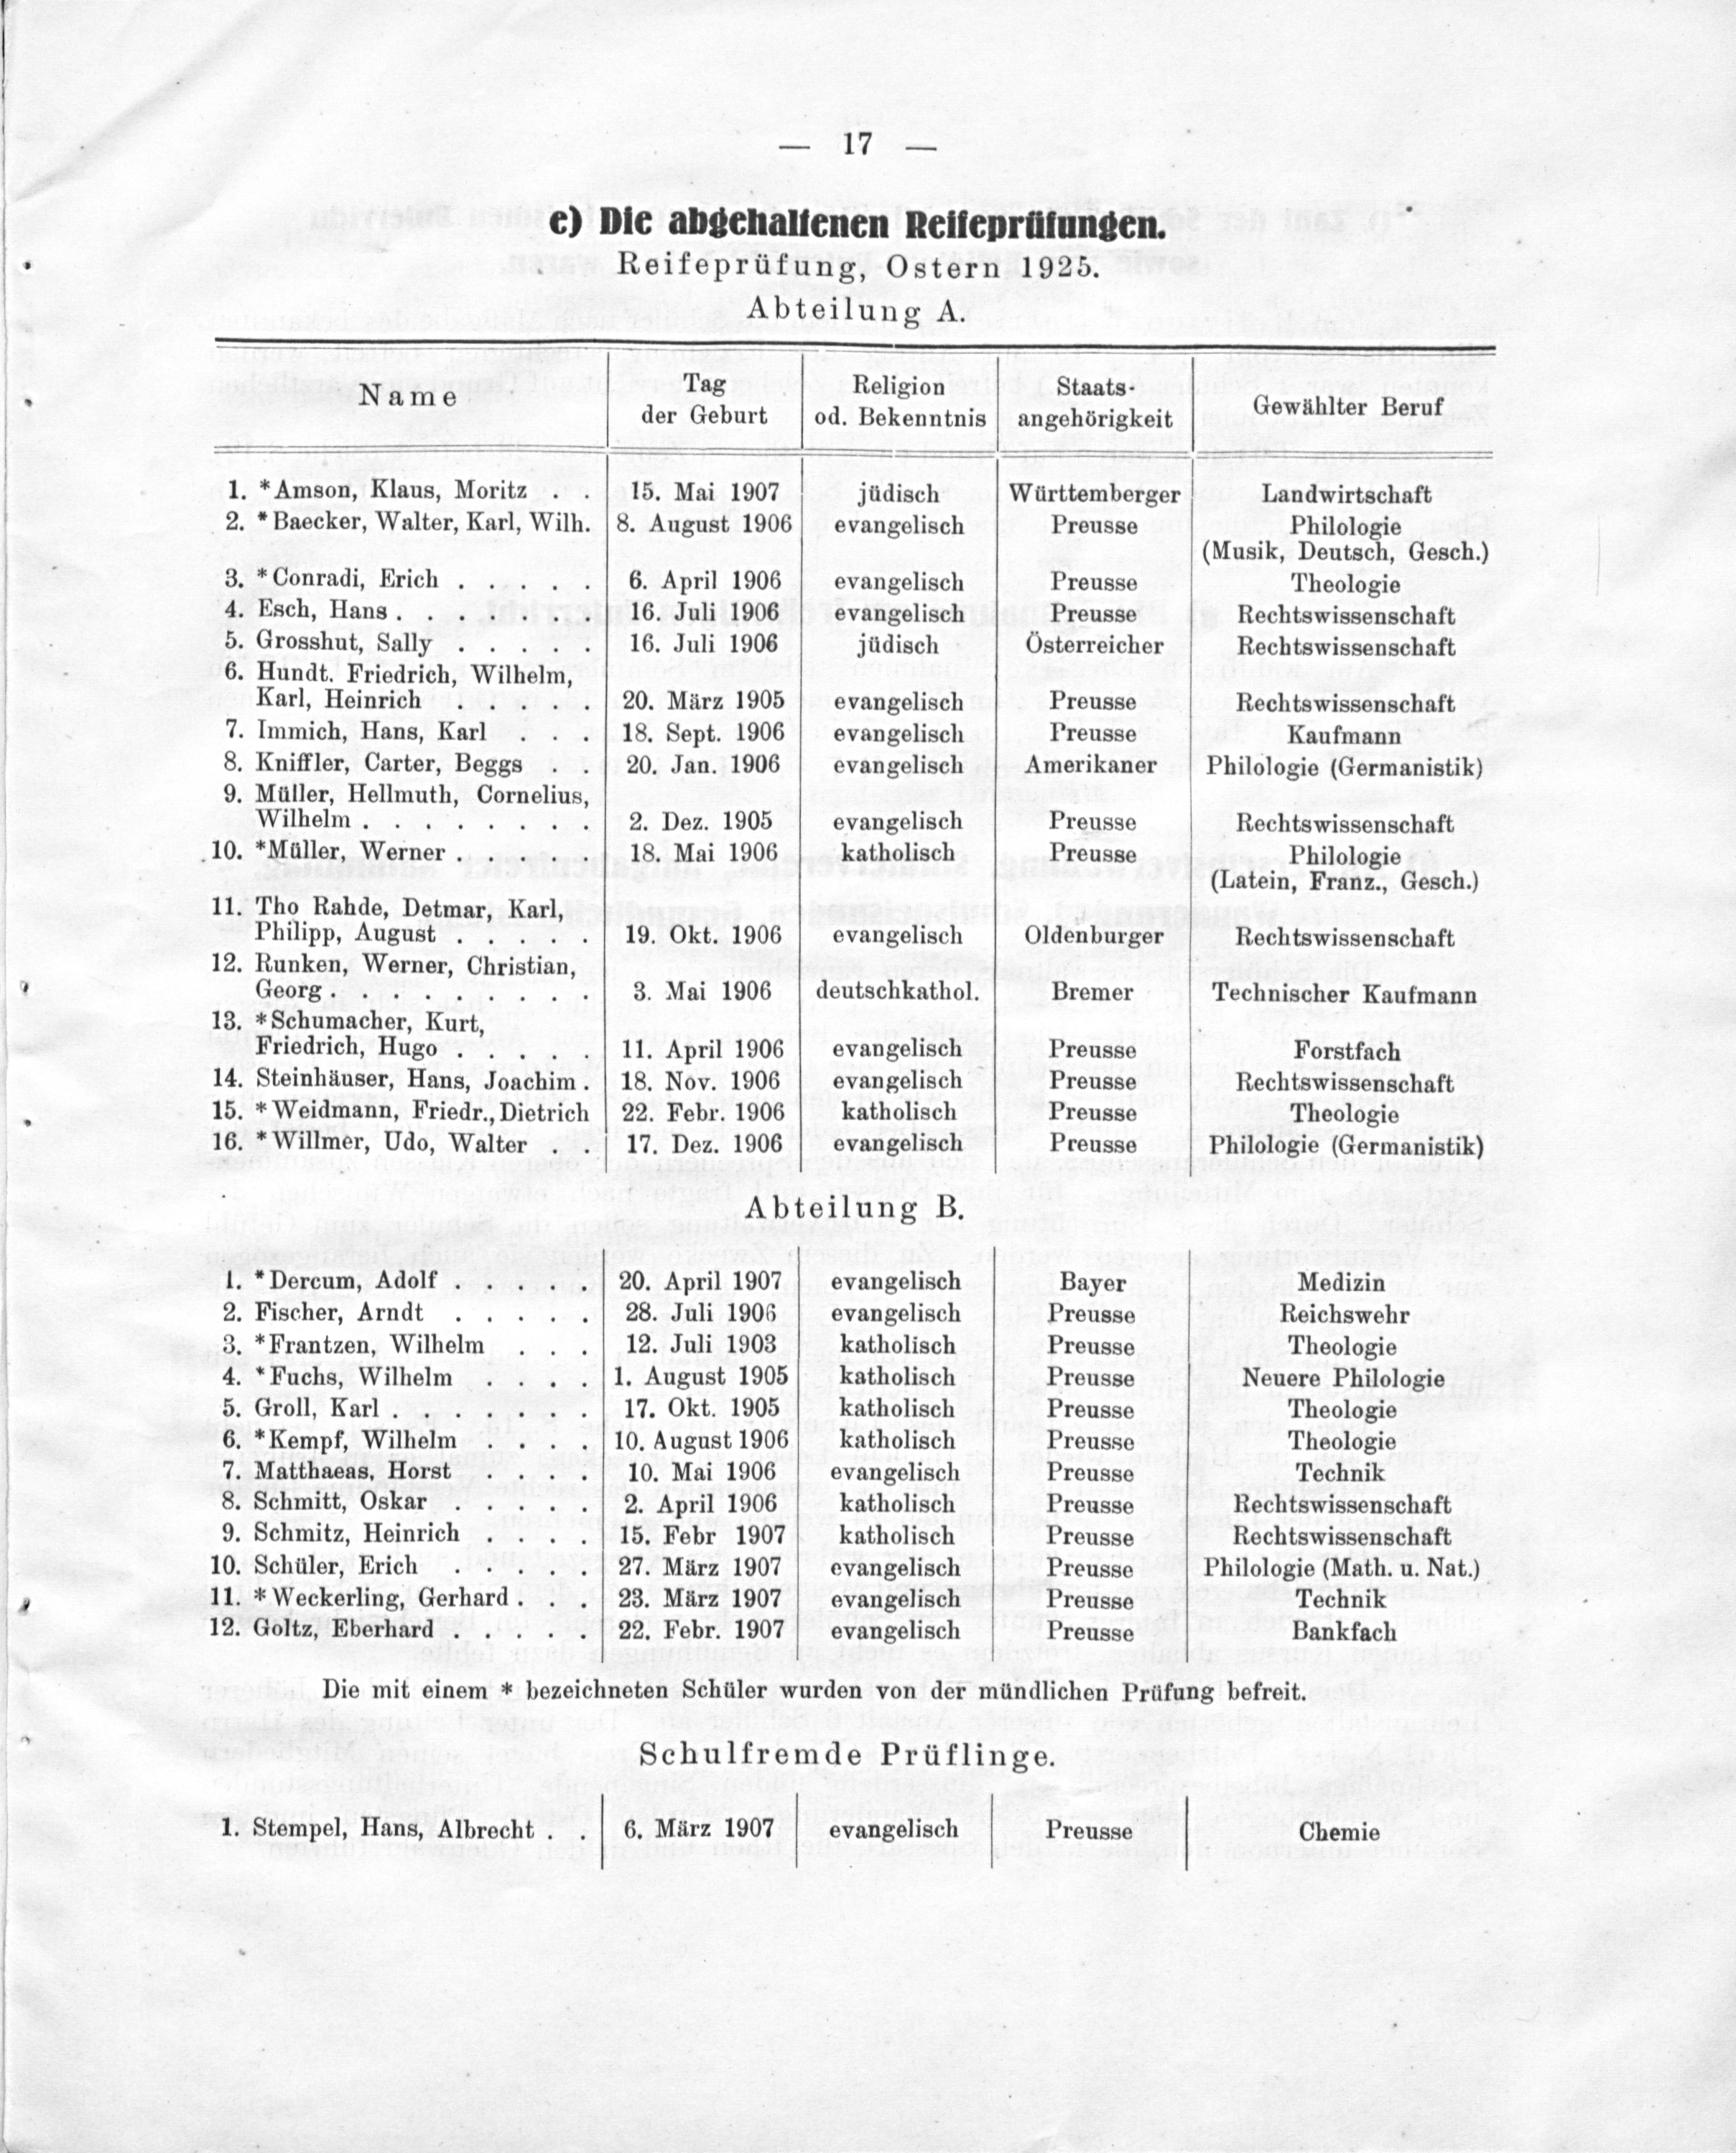 — 17 —
e) Die abgehaltenen Reifeprüfungen.
Reifeprüfung, Ostern 1925.
Abteilung A.
Name | Tag der Geburt | Religion od. Bekenntnis | Staats-angehörigkeit | Gewählter Beruf
1. *Amson, Klaus, Moritz . . 15. Mai 1907 jüdisch Württemberger Landwirtschaft
2. *Baecker, Walter, Karl, Wilh. 8. August 1906 evangelisch Preusse Philologie
(Musik, Deutsch, Gesch.)
3. *Conradi, Erich . . . . . 6. April 1906 evangelisch Preusse Theologie
4. Esch, Hans . . . . . . . 16. Juli 1906 evangelisch Preusse Rechtswissenschaft
5. Grosshut, Sally . . . . . 16. Juli 1906 jüdisch Österreicher Rechtswissenschaft
6. Hundt, Friedrich, Wilhelm,
Karl, Heinrich . . . . . 20. März 1905 evangelisch Preusse Rechtswissenschaft
7. Immich, Hans, Karl . . . 18. Sept. 1906 evangelisch Preusse Kaufmann
8. Kniffler, Carter, Beggs . . 20. Jan. 1906 evangelisch Amerikaner Philologie (Germanistik)
9. Müller, Hellmuth, Cornelius,
Wilhelm . . . . . . . . 2. Dez. 1905 evangelisch Preusse Rechtswissenschaft
10. *Müller, Werner . . . . . 18. Mai 1906 katholisch Preusse Philologie
(Latein, Franz., Gesch.)
11. Tho Rahde, Detmar, Karl,
Philipp, August . . . . . 19. Okt. 1906 evangelisch Oldenburger Rechtswissenschaft
12. Runken, Werner, Christian,
Georg . . . . . . . . . 3. Mai 1906 deutschkathol. Bremer Technischer Kaufmann
13. *Schumacher, Kurt,
Friedrich, Hugo . . . . . 11. April 1906 evangelisch Preusse Forstfach
14. Steinhäuser, Hans, Joachim . 18. Nov. 1906 evangelisch Preusse Rechtswissenschaft
15. *Weidmann, Friedr., Dietrich 22. Febr. 1906 katholisch Preusse Theologie
16. *Willmer, Udo, Walter . . 17. Dez. 1906 evangelisch Preusse Philologie (Germanistik)
Abteilung B.
1. *Dercum, Adolf . . . . . 20. April 1907 evangelisch Bayer Medizin
2. Fischer, Arndt . . . . . 28. Juli 1906 evangelisch Preusse Reichswehr
3. *Frantzen, Wilhelm . . . 12. Juli 1903 katholisch Preusse Theologie
4. *Fuchs, Wilhelm . . . . 1. August 1905 katholisch Preusse Neuere Philologie
5. Groll, Karl . . . . . . . 17. Okt. 1905 katholisch Preusse Theologie
6. *Kempf, Wilhelm . . . . 10. August 1906 katholisch Preusse Theologie
7. Matthaeas, Horst . . . . 10. Mai 1906 evangelisch Preusse Technik
8. Schmitt, Oskar . . . . . 2. April 1906 katholisch Preusse Rechtswissenschaft
9. Schmitz, Heinrich . . . . 15. Febr 1907 katholisch Preusse Rechtswissenschaft
10. Schüler, Erich . . . . . 27. März 1907 evangelisch Preusse Philologie (Math. u. Nat.)
11. *Weckerling, Gerhard . . . 23. März 1907 evangelisch Preusse Technik
12. Goltz, Eberhard . . . . . 22. Febr. 1907 evangelisch Preusse Bankfach
Die mit einem * bezeichneten Schüler wurden von der mündlichen Prüfung befreit.
Schulfremde Prüflinge.
1. Stempel, Hans, Albrecht . . 6. März 1907 evangelisch Preusse Chemie